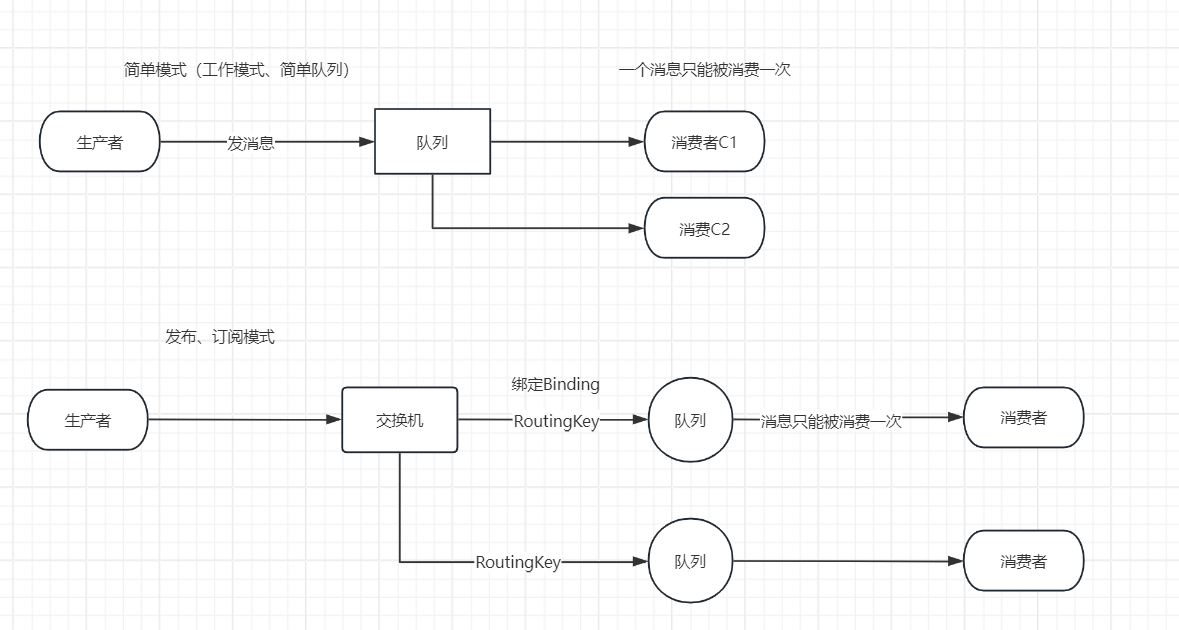 简单模式（工作模式、简单队列）
一个消息只能被消费一次
生产者
发消息
队列
消费者C1
消费C2
发布、订阅模式
绑定Binding
生产者
交换机
RoutingKey
队列
消息只能被消费一次
消费者
RoutingKey
队列
消费者